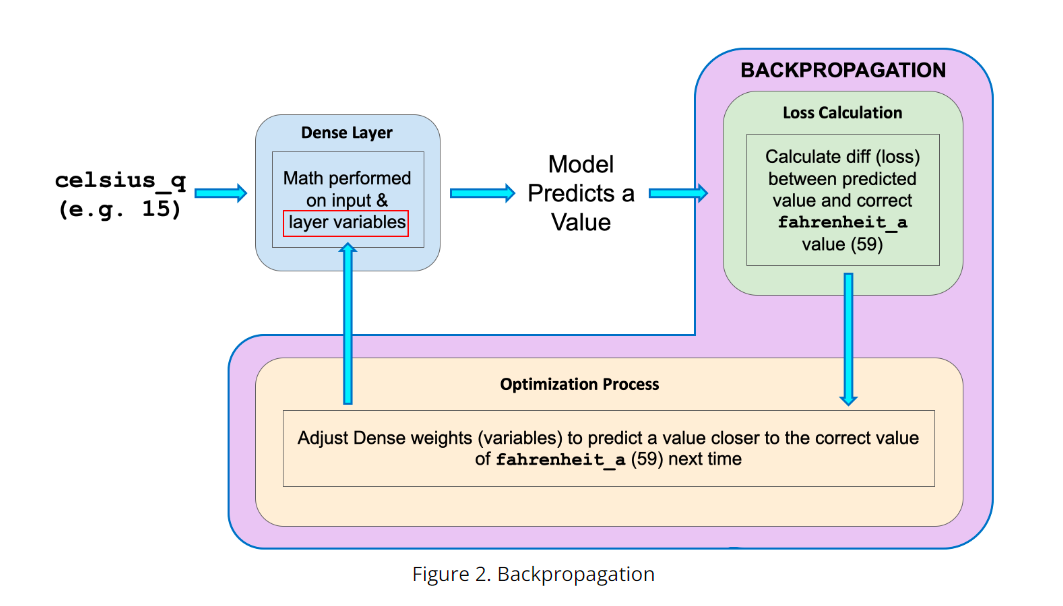 BACKPROPAGATION
Loss Calculation
Calculate diff (loss)
between predicted
value and correct
fahrenheit_a
value (59)
Dense Layer
Math performed
on input &
layer variables
celsius_q
(e.g. 15)
Model
Predicts a
Value
Optimization Process
Adjust Dense weights (variables) to predict a value closer to the correct value
of fahrenheit_a (59) next time
Figure 2. Backpropagation